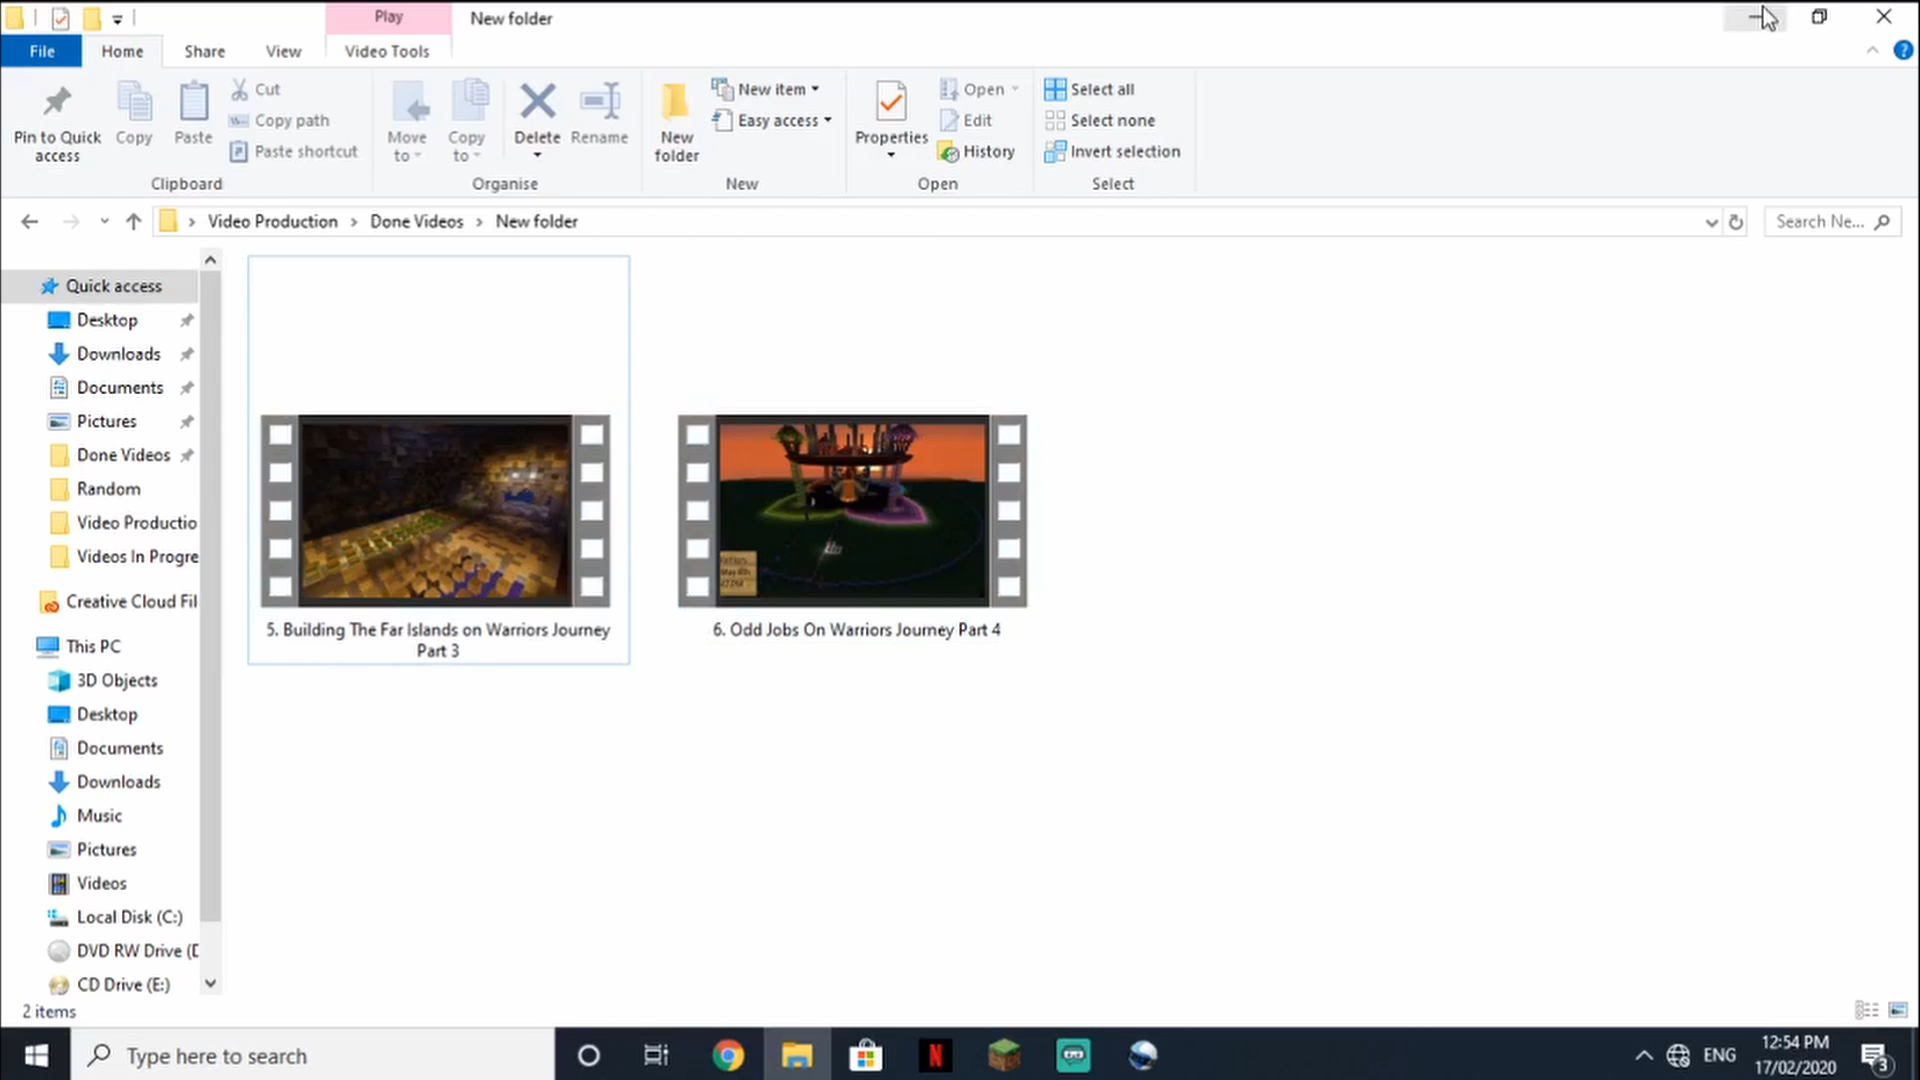 Play
New folder
File
Home
Share
View
Video Tools
Pin to Quick
access
Copy
Paste
Cut
Copy path
Paste shortcut
Clipboard
Move
to
Copy
to
Delete
Rename
Organise
New
folder
New item
Easy access
New
Properties
Open
Edit
History
Open
Select all
Select none
Invert selection
Select
Video Production
Done Videos
New folder
Search Ne...
Quick access
Desktop
Downloads
Documents
Pictures
Done Videos
Random
Video Productio
Videos In Progre
Creative Cloud Fil
This PC
3D Objects
Desktop
Documents
Downloads
Music
Pictures
Videos
Local Disk (C:)
DVD RW Drive (D
CD Drive (E:)
5. Building The Far Islands on Warriors Journey
Part 3
6. Odd Jobs On Warriors Journey Part 4
2 items
Type here to search
N
ENG
12:54 PM
17/02/2020
3